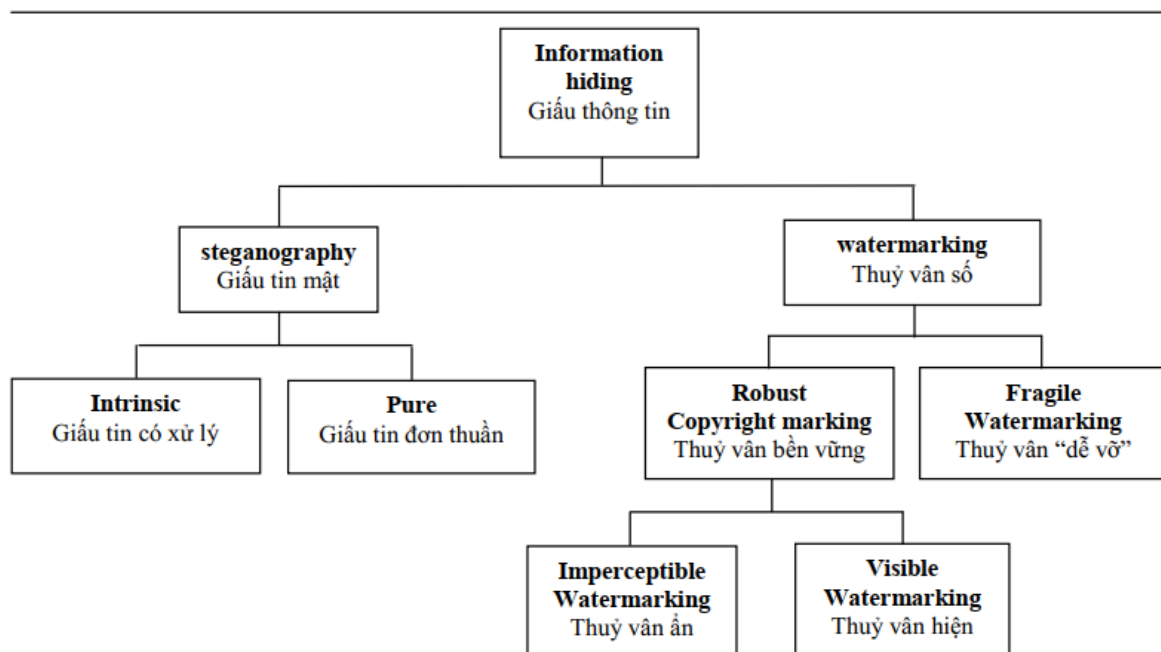 Information
hiding
Giấu thông tin
steganography
Giấu tin mật
watermarking
Thuỷ vân số
Intrinsic
Giấu tin có xử lý
Pure
Giấu tin đơn thuần
Robust
Copyright marking
Thuỷ vân bền vững
Fragile
Watermarking
Thuỷ vân “dễ vỡ”
Imperceptible
Watermarking
Thuỷ vân ẩn
Visible
Watermarking
Thuỷ vân hiện